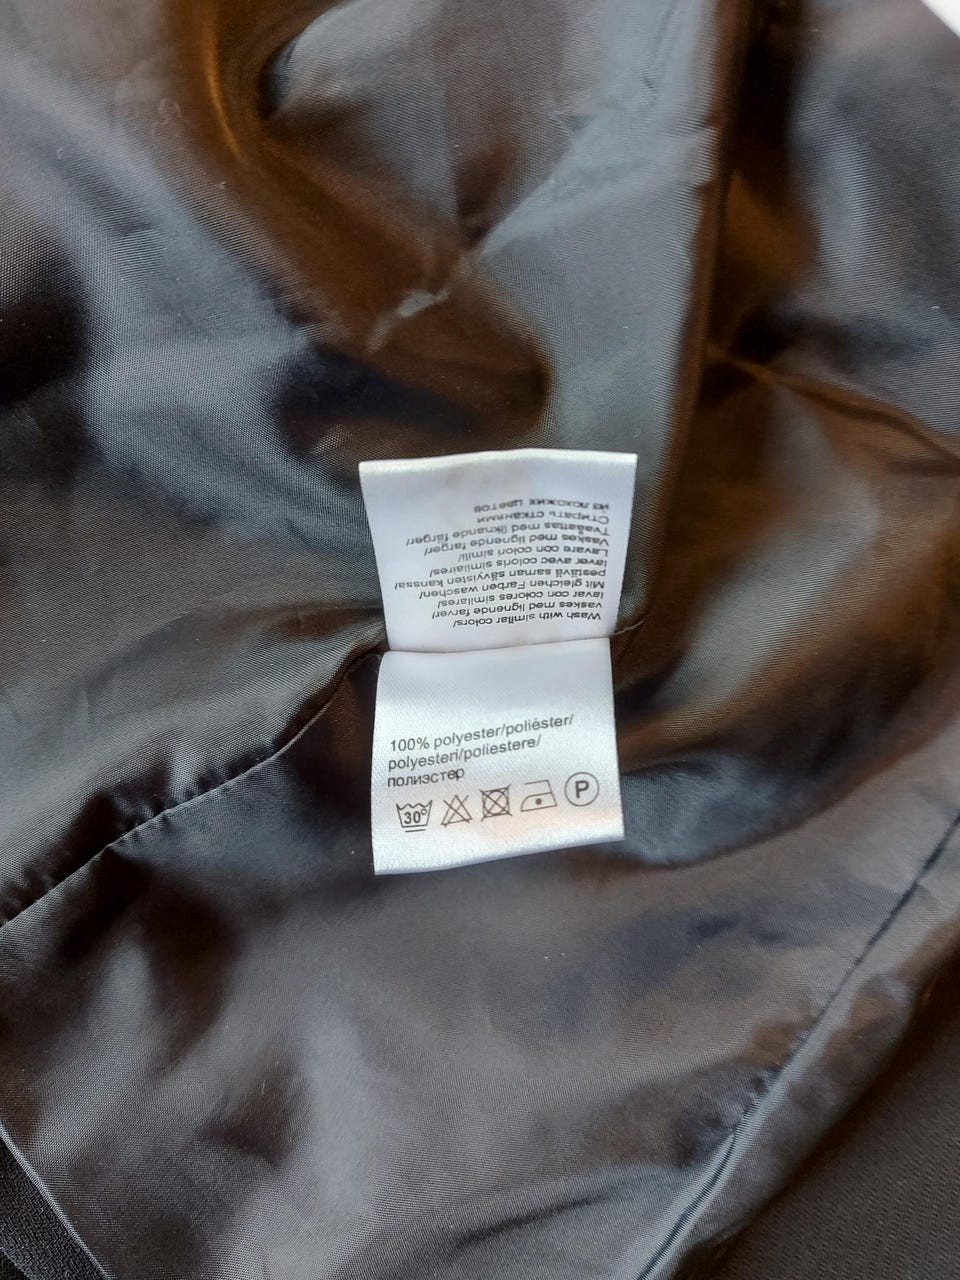 Wash with similar colors/
vaskes med lignende farver/
lavar con colores similares/
Mit gleichen Farben waschen/
pestävä saman sävyisten kanssa/
laver avec coloris similaires/
Lavare con colori simili/
Vaskes med lignende farger/
Tvättas med liknande färger/
Стирать стканями
из похожих цветов
100% polyester/poliéster/
polyesteri/poliestere/
полиэстер
30° P